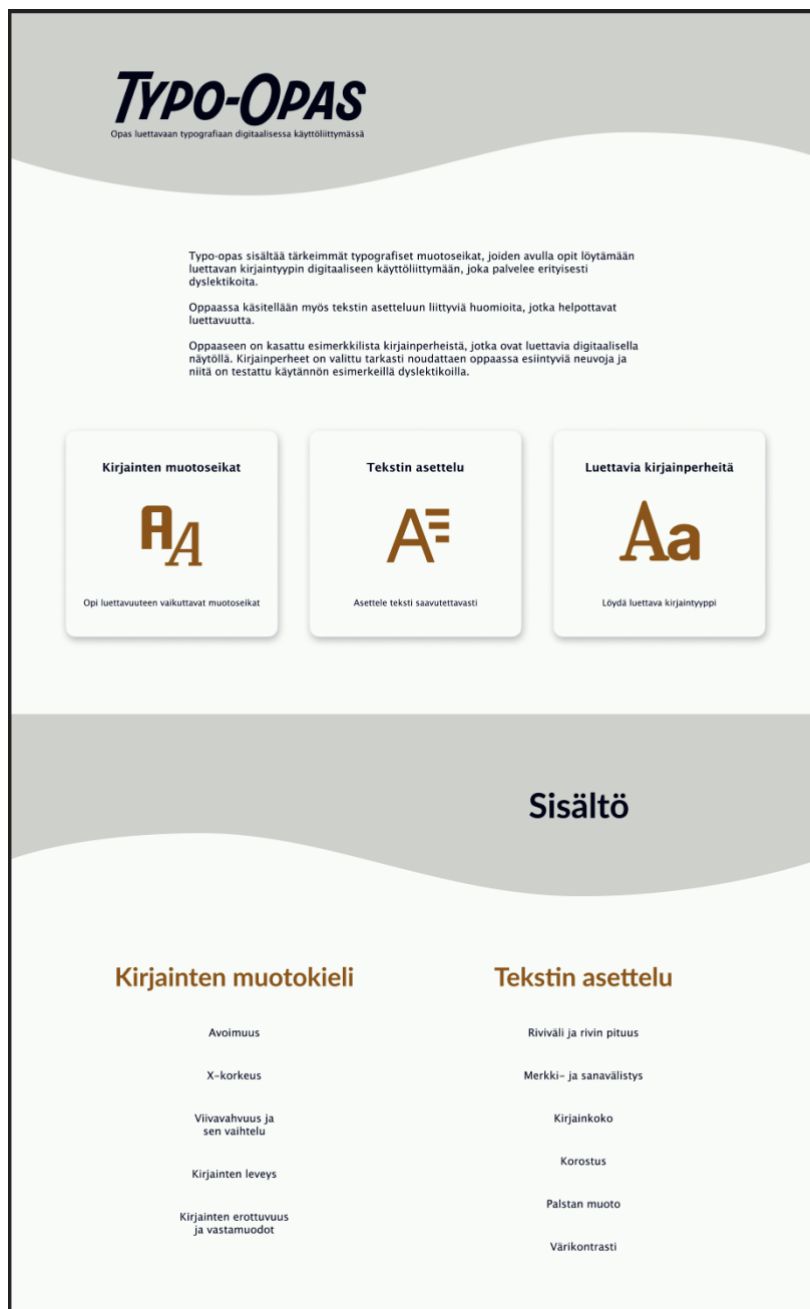 TYPO-OPAS
Opas luettavaan typografiaan digitaalisessa käyttöliittymässä
Typo-opas sisältää tärkeimmät typografiset muotoseikat, joiden avulla opit löytämään
luettavan kirjaintyypin digitaaliseen käyttöliittymään, joka palvelee erityisesti
dyslektikoita.
Oppaassa käsitellään myös tekstin asetteluun liittyviä huomioita, jotka helpottavat
luettavuutta.
Oppaaseen on kasattu esimerkkilista kirjainperheistä, jotka ovat luettavia digitaalisella
näytöllä. Kirjainperheet on valittu tarkasti noudattaen oppaassa esiintyviä neuvoja ja
niitä on testattu käytännön esimerkeillä dyslektikoilla.
Kirjainten muotoseikat
AA
Opi luettavuuteen vaikuttavat muotoseikat
Tekstin asettelu
A
Asettele teksti saavutettavasti
Luettavia kirjainperheitä
Aa
Löydä luettava kirjaintyyppi
Sisältö
Kirjainten muotokieli
Avoimuus
X-korkeus
Viivavahvuus ja
sen vaihtelu
Kirjainten leveys
Kirjainten erottuvuus
ja vastamuodot
Tekstin asettelu
Riviväli ja rivin pituus
Merkki- ja sanavälistys
Kirjainkoko
Korostus
Palstan muoto
Värikontrasti